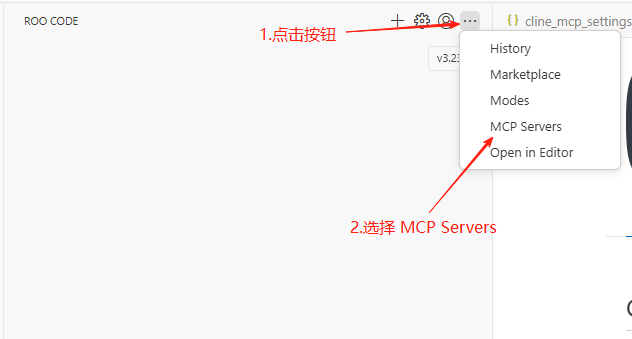 ROO CODE
1.点击按钮
{} cline_mcp_settings
v3.23
History
Marketplace
Modes
MCP Servers
Open in Editor
2.选择 MCP Servers